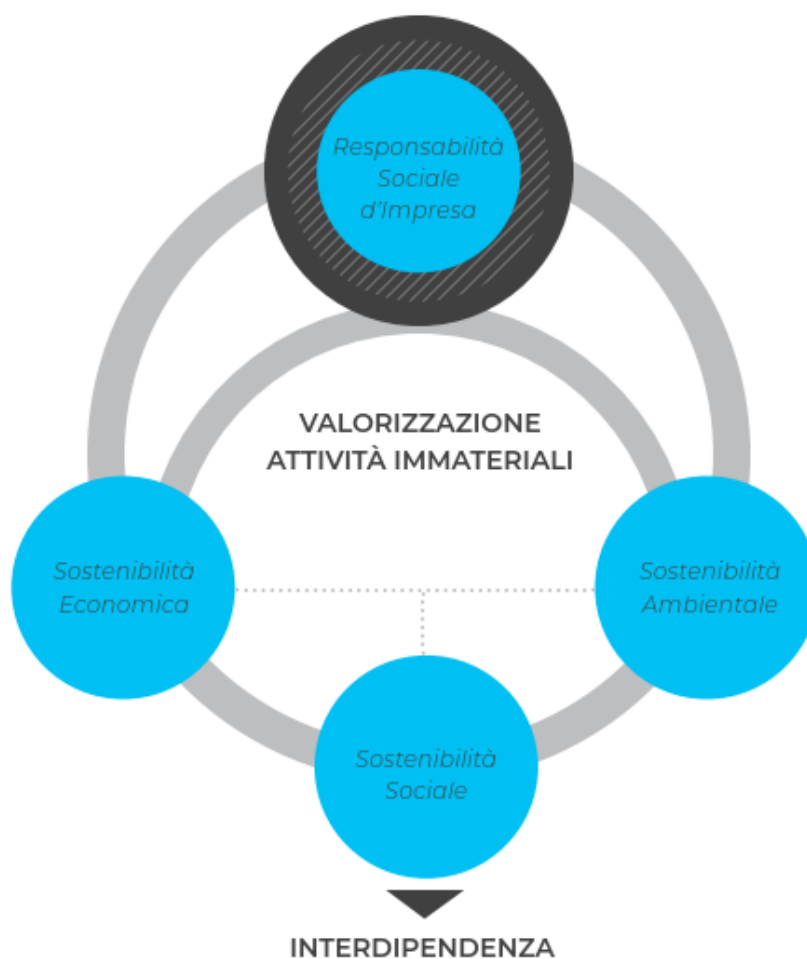 Responsabilità
Sociale
d'Impresa
VALORIZZAZIONE
ATTIVITÀ IMMATERIALI
Sostenibilità
Economica
Sostenibilità
Ambientale
Sostenibilità
Sociale
INTERDIPENDENZA